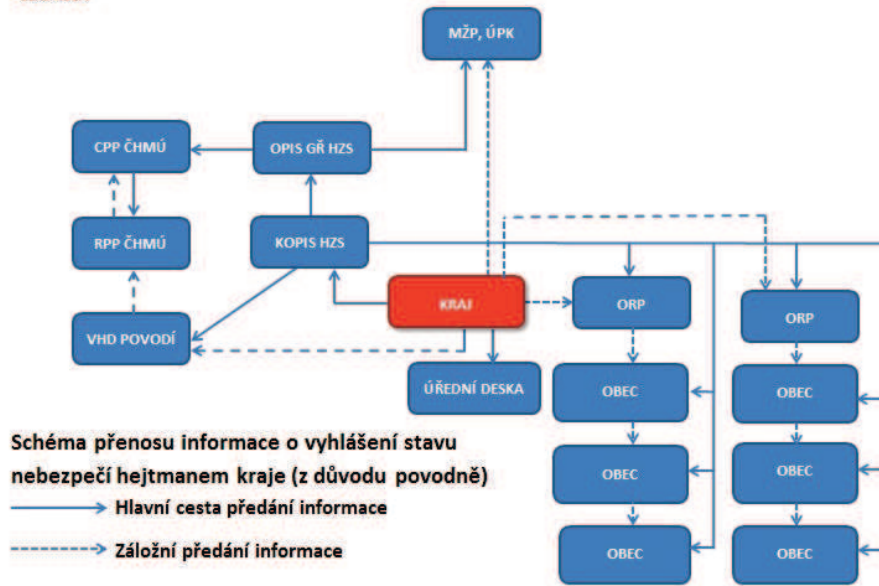 MŽP, ÚPK
CPP ČHMÚ
OPIS GŘ HZS
RPP ČHMÚ
KOPIS HZS
KRAJ
ORP
ORP
VHD POVODÍ
ÚŘEDNÍ DESKA
OBEC
OBEC
Schéma přenosu informace o vyhlášení stavu
nebezpečí hejtmanem kraje (z důvodu povodně)
OBEC
OBEC
Hlavní cesta předání informace
Záložní předání informace
OBEC
OBEC